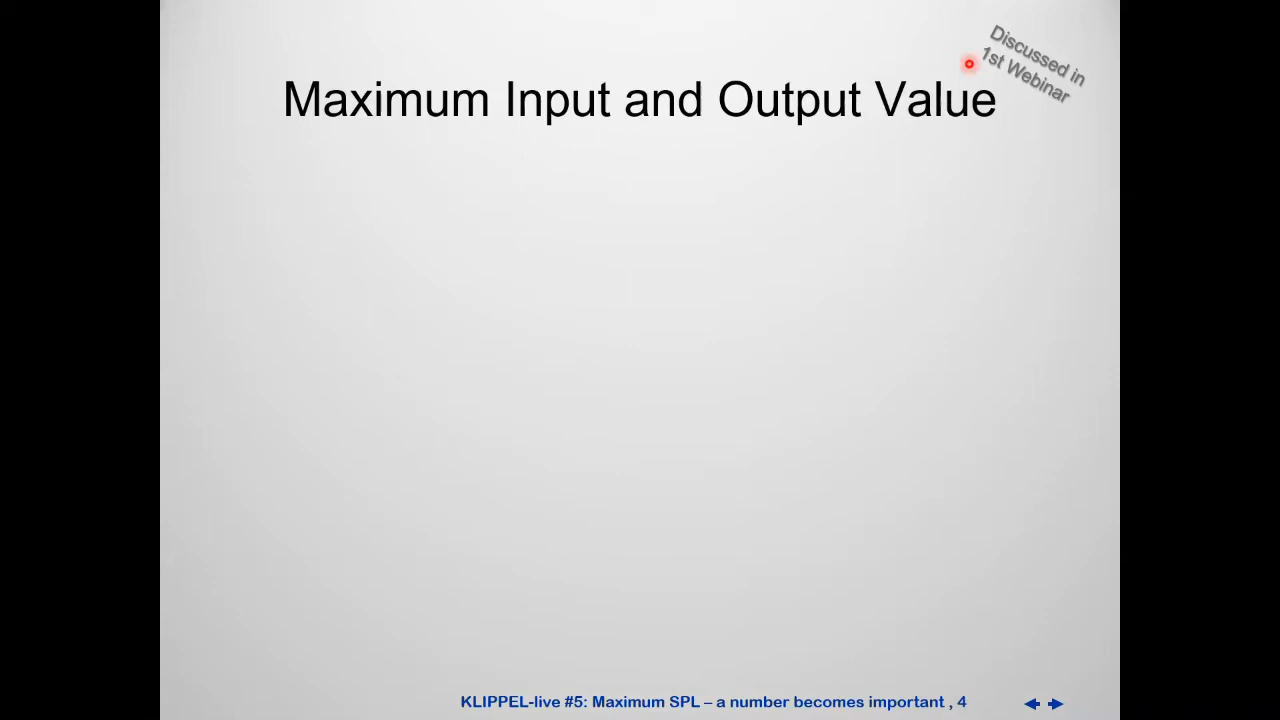 Discussed in
1st Webinar
Maximum Input and Output Value
KLIPPEL-live #5: Maximum SPL – a number becomes important , 4